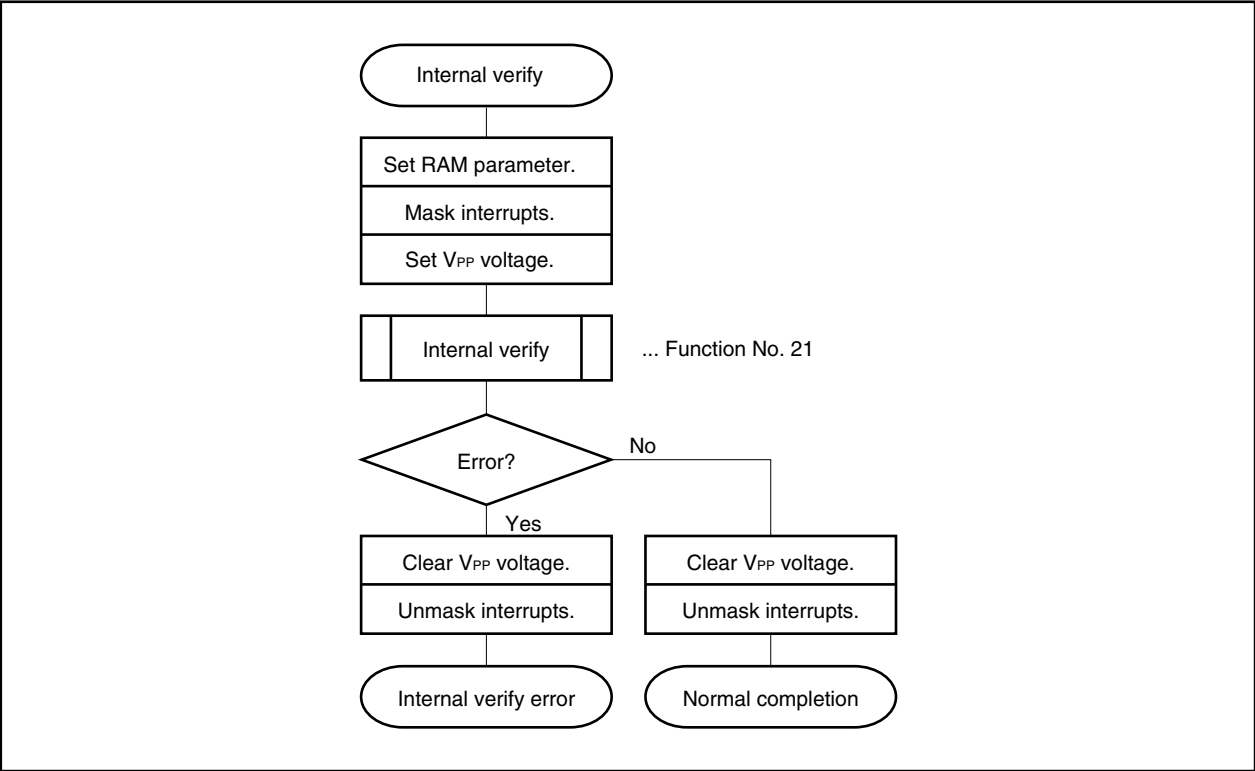 Internal verify
Set RAM parameter.
Mask interrupts.
Set VPP voltage.
Internal verify
... Function No. 21
Error?
No
Yes
Clear VPP voltage.
Unmask interrupts.
Internal verify error
Clear VPP voltage.
Unmask interrupts.
Normal completion